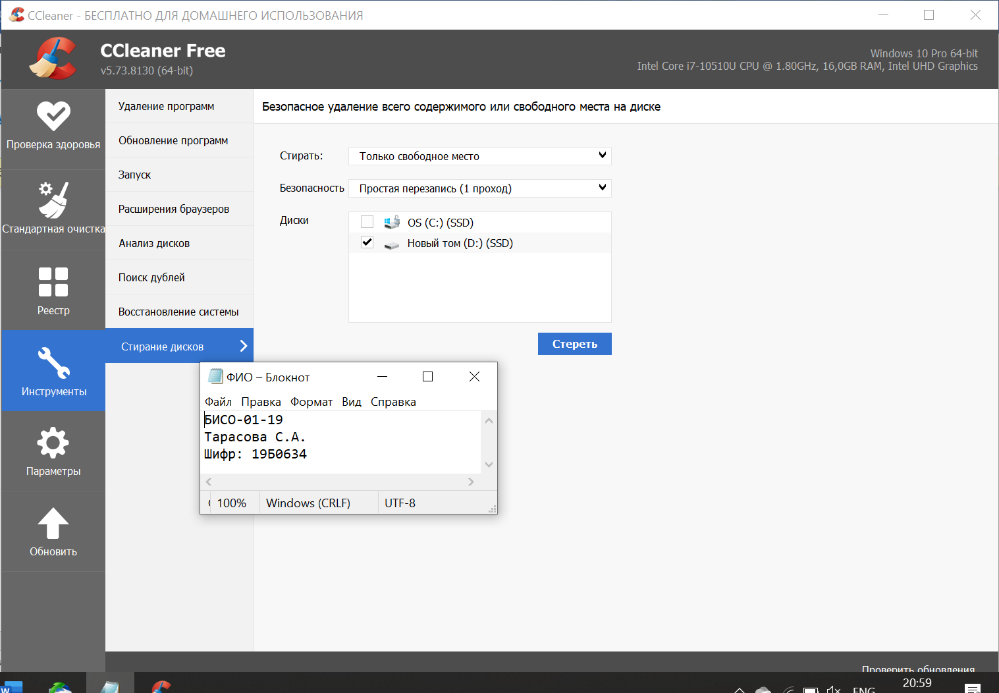 CCleaner - БЕСПЛАТНО ДЛЯ ДОМАШНЕГО ИСПОЛЬЗОВАНИЯ
CCleaner Free
v5.73.8130 (64-bit)
Windows 10 Pro 64-bit
Intel Core i7-10510U CPU @ 1.80GHz, 16,0GB RAM, Intel UHD Graphics
Проверка здоровья
Стандартная очистка
Реестр
Инструменты
Параметры
Обновить
Удаление программ
Обновление программ
Запуск
Расширения браузеров
Анализ дисков
Поиск дублей
Восстановление системы
Стирание дисков
Безопасное удаление всего содержимого или свободного места на диске
Стирать:
Только свободное место
Безопасность
Простая перезапись (1 проход)
Диски
OS (C:) (SSD)
Новый том (D:) (SSD)
Стереть
ФИО – Блокнот
Файл Правка Формат Вид Справка
БИСО-01-19
Тарасова С.А.
Шифр: 19Б0634
100%
Windows (CRLF)
UTF-8
Проверить обновления
W
ENG
20:59